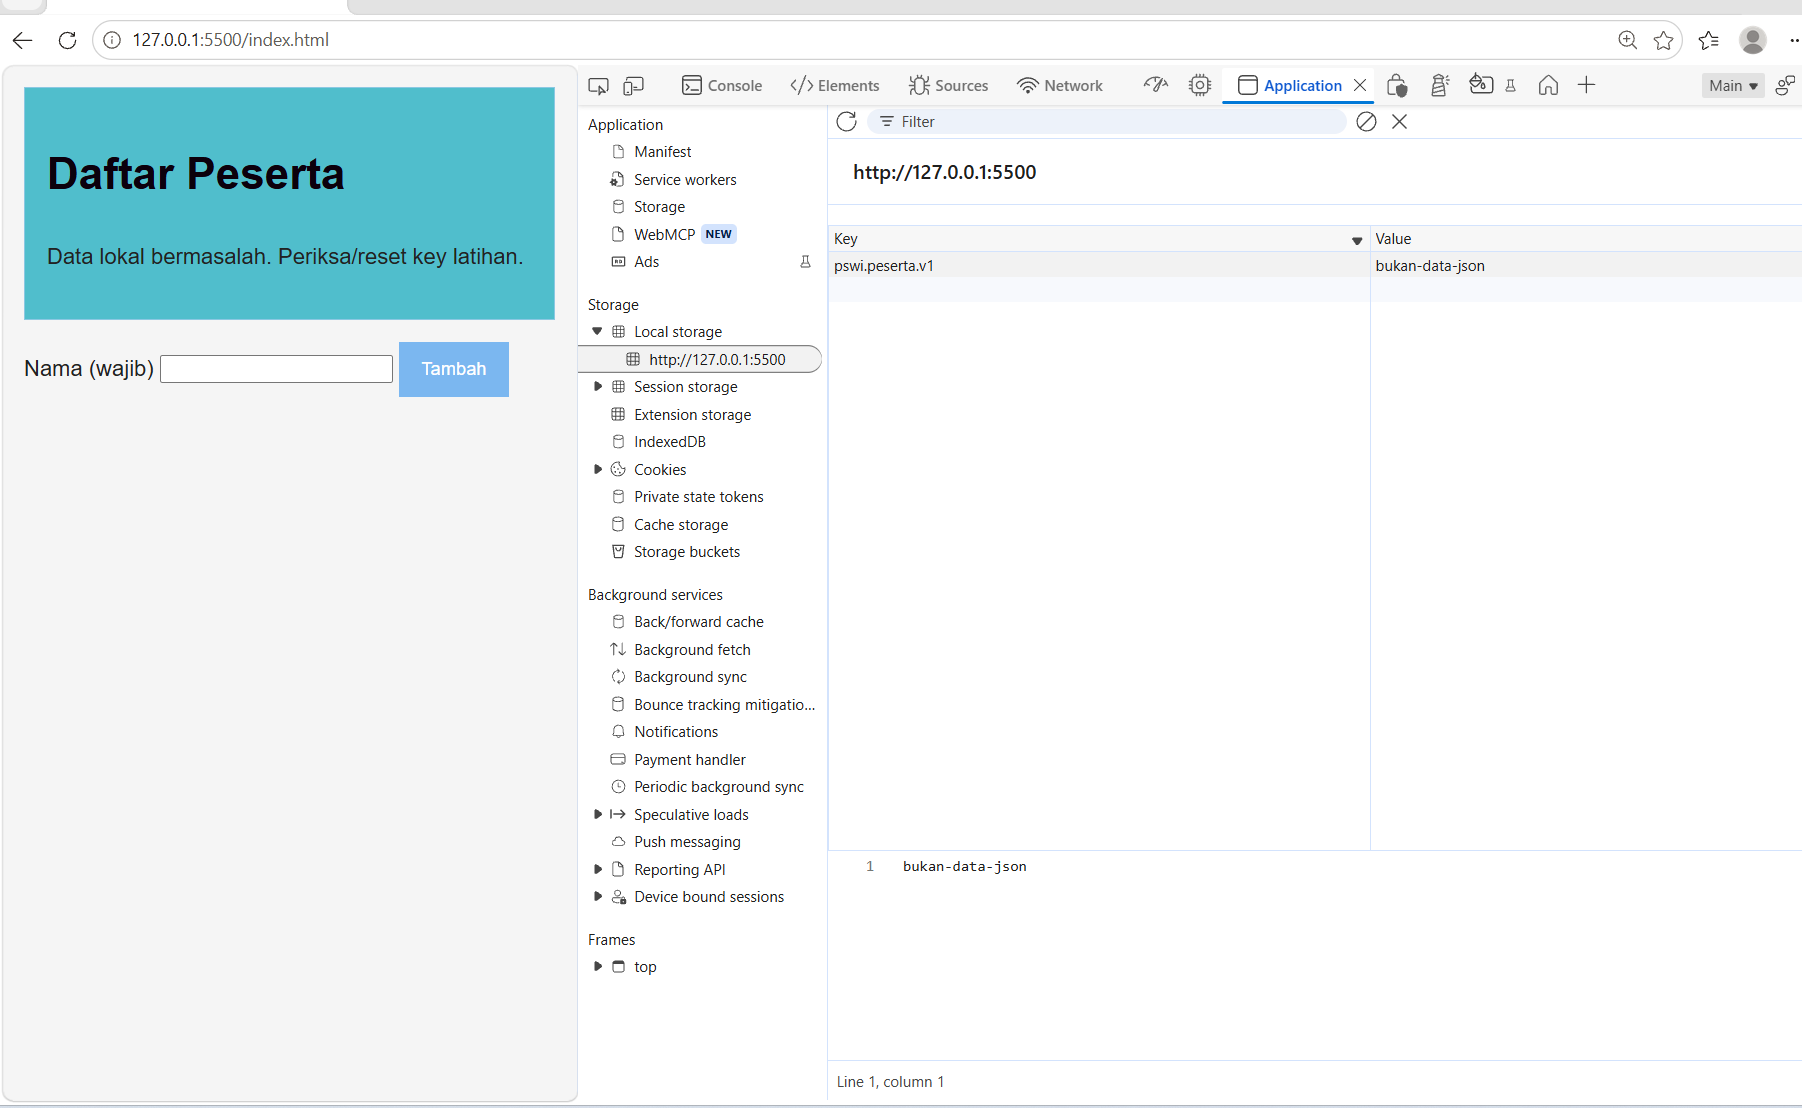 127.0.0.1:5500/index.html
Daftar Peserta
Data lokal bermasalah. Periksa/reset key latihan.
Nama (wajib)
Tambah
Console
Elements
Sources
Network
Application
Main
Application
Manifest
Service workers
Storage
WebMCP NEW
Ads
Storage
Local storage
http://127.0.0.1:5500
Session storage
Extension storage
IndexedDB
Cookies
Private state tokens
Cache storage
Storage buckets
Background services
Back/forward cache
Background fetch
Background sync
Bounce tracking mitigatio...
Notifications
Payment handler
Periodic background sync
Speculative loads
Push messaging
Reporting API
Device bound sessions
Frames
top
Filter
http://127.0.0.1:5500
Key Value
pswi.peserta.v1 bukan-data-json
1 bukan-data-json
Line 1, column 1